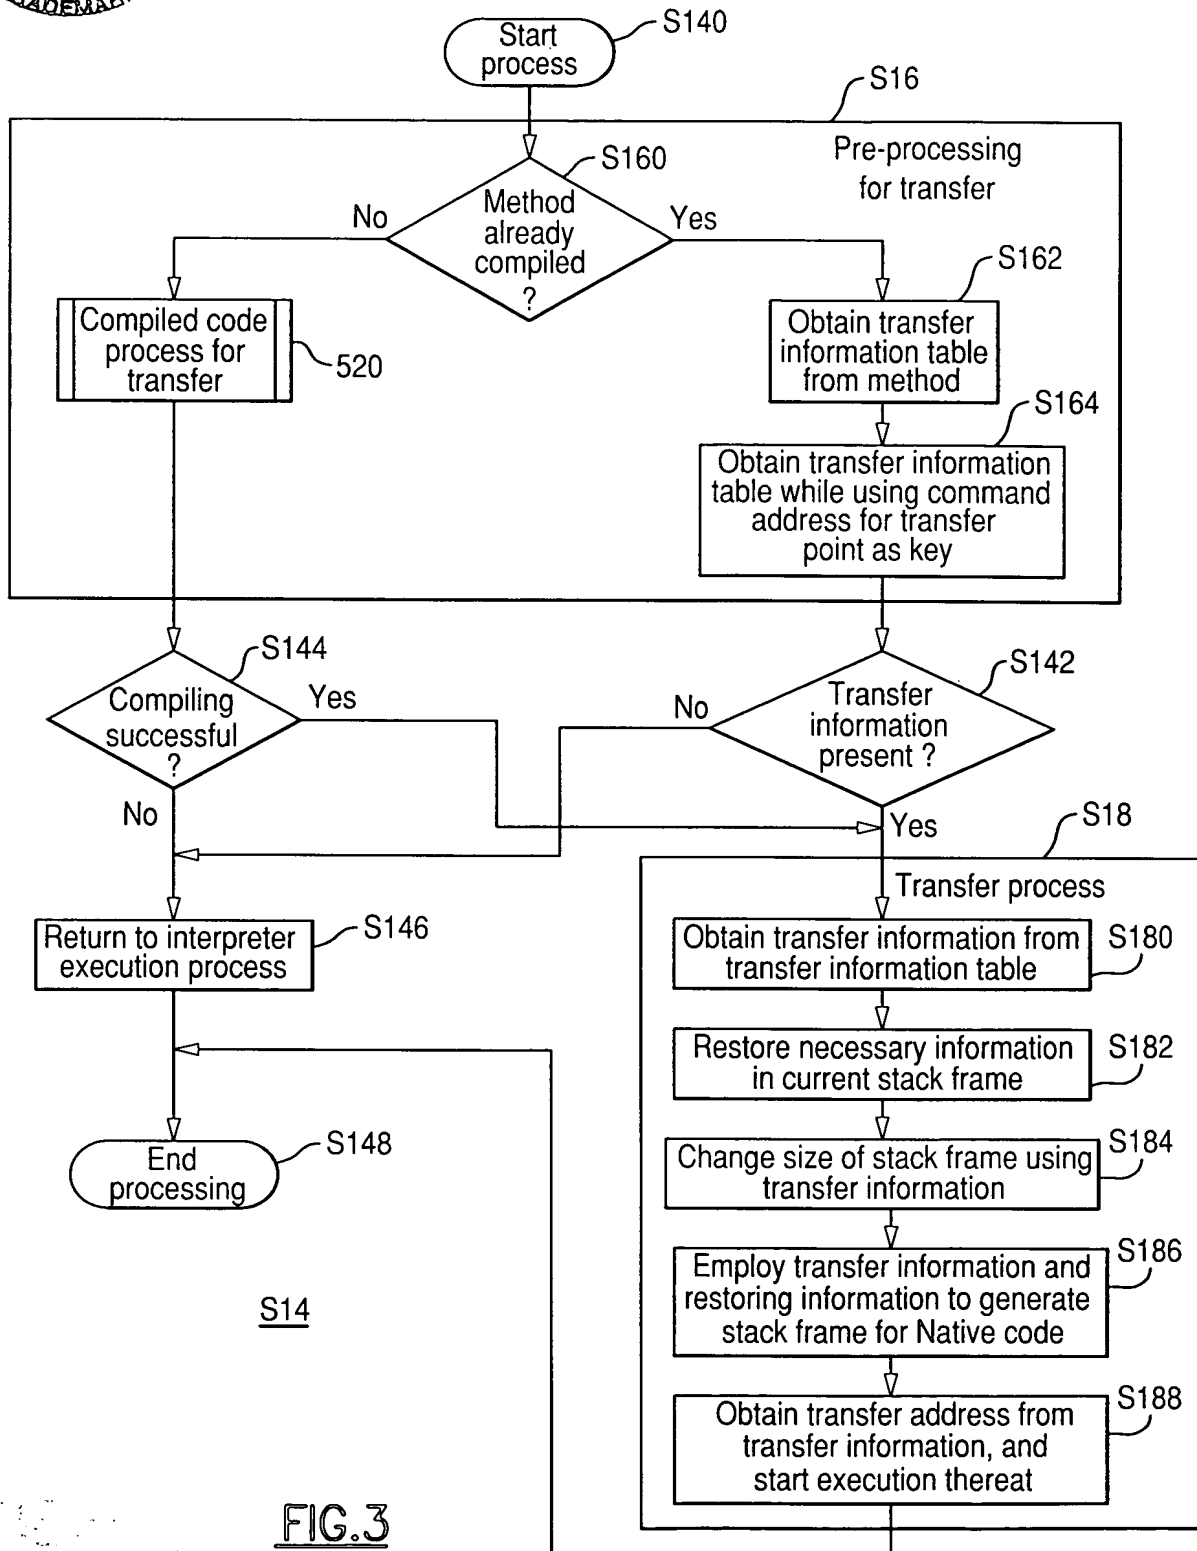 Start
process
S140
S16
Pre-processing
for transfer
S160
Method
already
compiled
?
No
Yes
S162
Compiled code
process for
transfer
520
Obtain transfer
information table
from method
S164
Obtain transfer information
table while using command
address for transfer
point as key
S144
Compiling
successful
?
Yes
No
S142
Transfer
information
present ?
No
Yes
S18
Transfer process
S146
Return to interpreter
execution process
Obtain transfer information from
transfer information table
S180
Restore necessary information
in current stack frame
S182
S148
End
processing
Change size of stack frame using
transfer information
S184
Employ transfer information and
restoring information to generate
stack frame for Native code
S186
S14
Obtain transfer address from
transfer information, and
start execution thereat
S188
FIG.3